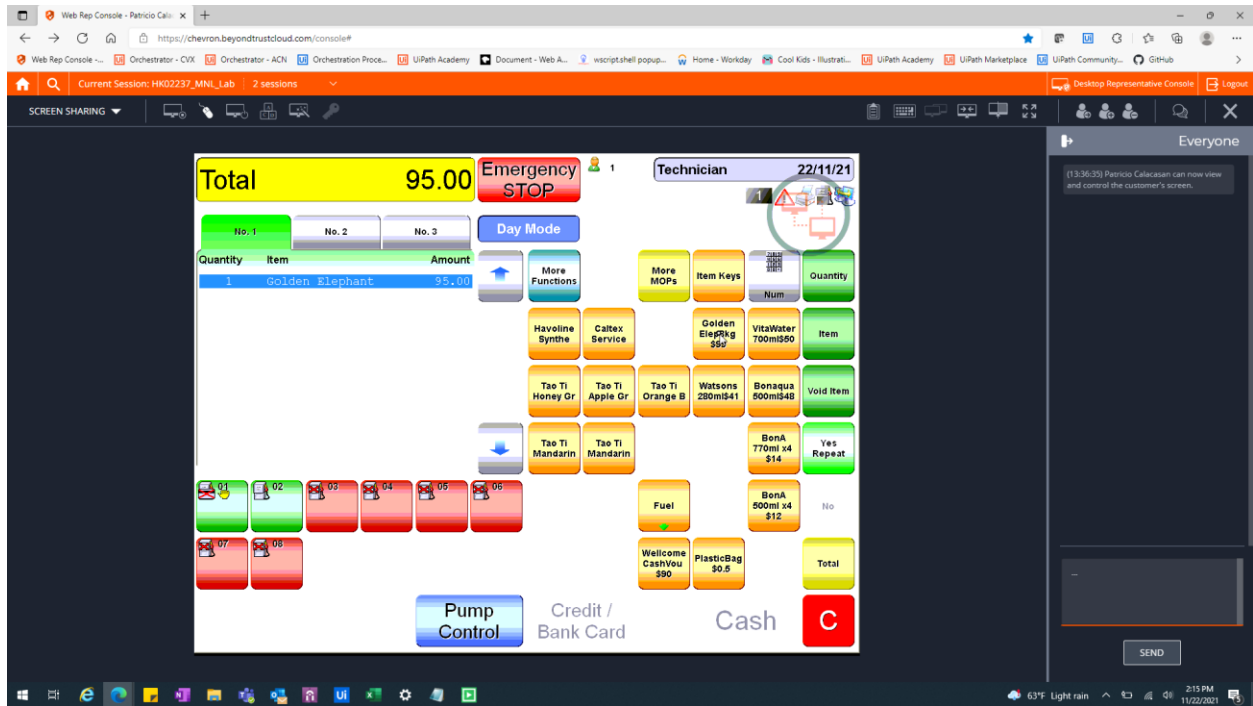 Web Rep Console - Patricio Cala
https://chevron.beyondtrustcloud.com/console#
Web Rep Console -...
Orchestrator - CVX
Orchestrator - ACN
Orchestration Proce...
UiPath Academy
Document - Web A...
wscript.shell popup...
Home - Workday
Cool Kids - Illustrati...
UiPath Academy
UiPath Marketplace
UiPath Community...
GitHub
Current Session: HK02237_MNL_Lab
2 sessions
Desktop Representative Console
Logout
SCREEN SHARING
Everyone
(13:36:35) Patricio Calacasan can now view
and control the customer's screen.
Total 95.00
Emergency
STOP
1
Technician 22/11/21
1
No. 1
No. 2
No. 3
Day Mode
Quantity Item Amount
1 Golden Elephant 95.00
More
Functions
More
MOPs
Item Keys
Num
Quantity
Havoline
Synthe
Caltex
Service
Golden
VitaWater
700ml$50
Item
Tao Ti
Honey Gr
Tao Ti
Apple Gr
Tao Ti
Orange B
Watsons
280ml$41
Bonaqua
500ml$48
Void Item
Tao Ti
Mandarin
Tao Ti
Mandarin
BonA
770ml x4
$14
Yes
Repeat
01
02
03
04
05
06
Fuel
BonA
500ml x4
$12
No
07
08
Wellcome
CashVou
$90
PlasticBag
$0.5
Total
Pump
Control
Credit /
Bank Card
Cash
C
SEND
63°F Light rain
2:15 PM
11/22/2021